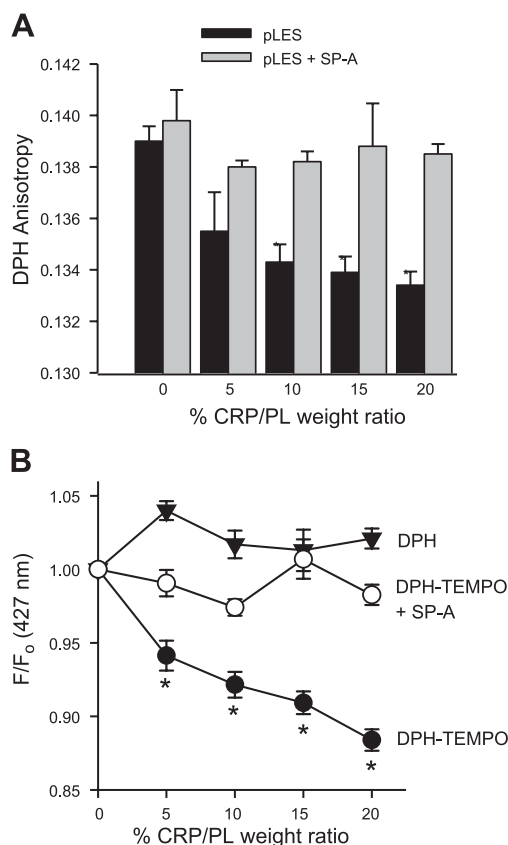 A
pLES
pLES + SP-A
0.142
0.140
0.138
0.136
0.134
0.132
0.130
DPH Anisotropy
* * *
0 5 10 15 20
% CRP/PL weight ratio
B
1.05
1.00
0.95
0.90
0.85
F/Fo (427 nm)
DPH
DPH-TEMPO
+ SP-A
DPH-TEMPO
* * * *
0 5 10 15 20
% CRP/PL weight ratio